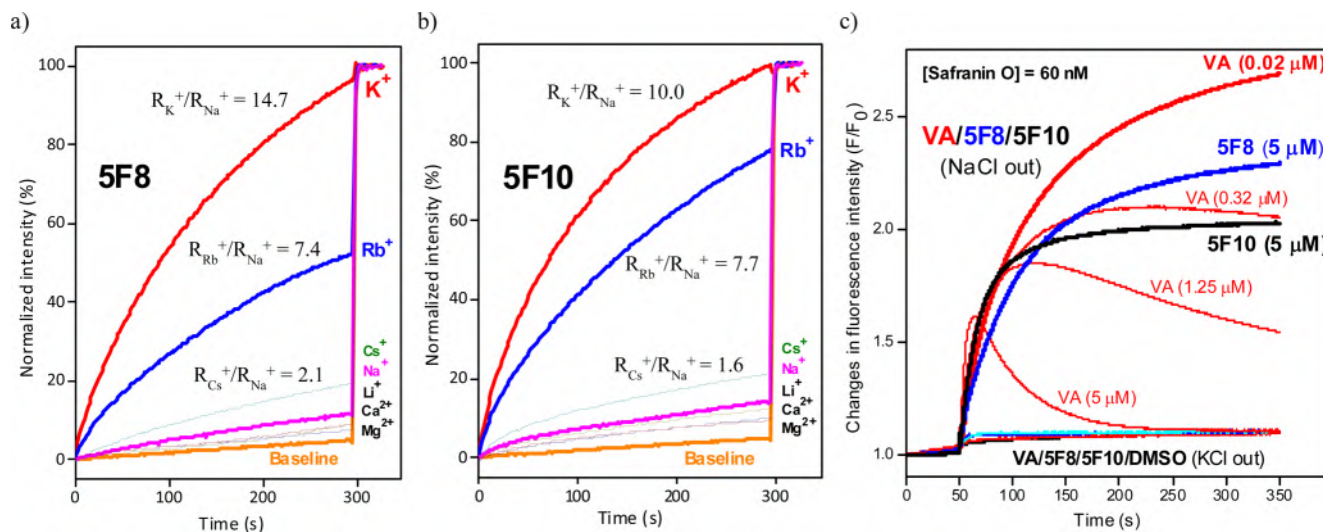 a)
Normalized intensity (%)
100
80
60
40
20
0
0
100
200
300
Time (s)
5F8
R_K⁺/R_Na⁺ = 14.7
R_Rb⁺/R_Na⁺ = 7.4
R_Cs⁺/R_Na⁺ = 2.1
K⁺
Rb⁺
Cs⁺
Na⁺
Li⁺
Ca²⁺
Mg²⁺
Baseline
b)
Normalized intensity (%)
100
80
60
40
20
0
0
100
200
300
Time (s)
5F10
R_K⁺/R_Na⁺ = 10.0
R_Rb⁺/R_Na⁺ = 7.7
R_Cs⁺/R_Na⁺ = 1.6
K⁺
Rb⁺
Cs⁺
Na⁺
Li⁺
Ca²⁺
Mg²⁺
Baseline
c)
Changes in fluorescence intensity (F/F₀)
2.5
2.0
1.5
1.0
0
50
100
150
200
250
300
350
Time (s)
[Safranin O] = 60 nM
VA/5F8/5F10
(NaCl out)
VA (0.02 μM)
5F8 (5 μM)
VA (0.32 μM)
5F10 (5 μM)
VA (1.25 μM)
VA (5 μM)
VA/5F8/5F10/DMSO (KCl out)